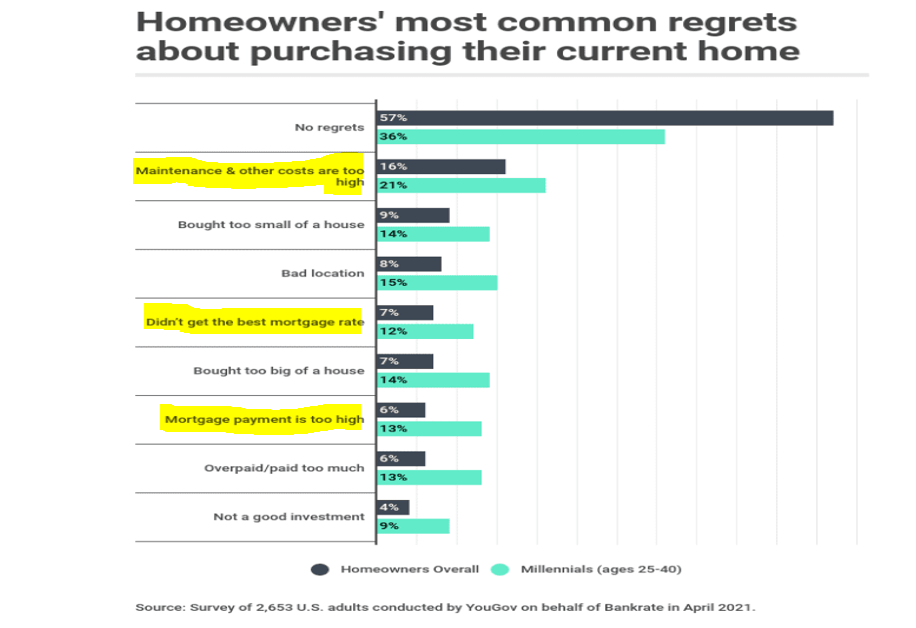 Homeowners' most common regrets
about purchasing their current home
No regrets
57%
36%
Maintenance & other costs are too
high
16%
21%
Bought too small of a house
9%
14%
Bad location
8%
15%
Didn't get the best mortgage rate
7%
12%
Bought too big of a house
7%
14%
Mortgage payment is too high
6%
13%
Overpaid/paid too much
6%
13%
Not a good investment
4%
9%
Homeowners Overall Millennials (ages 25-40)
Source: Survey of 2,653 U.S. adults conducted by YouGov on behalf of Bankrate in April 2021.